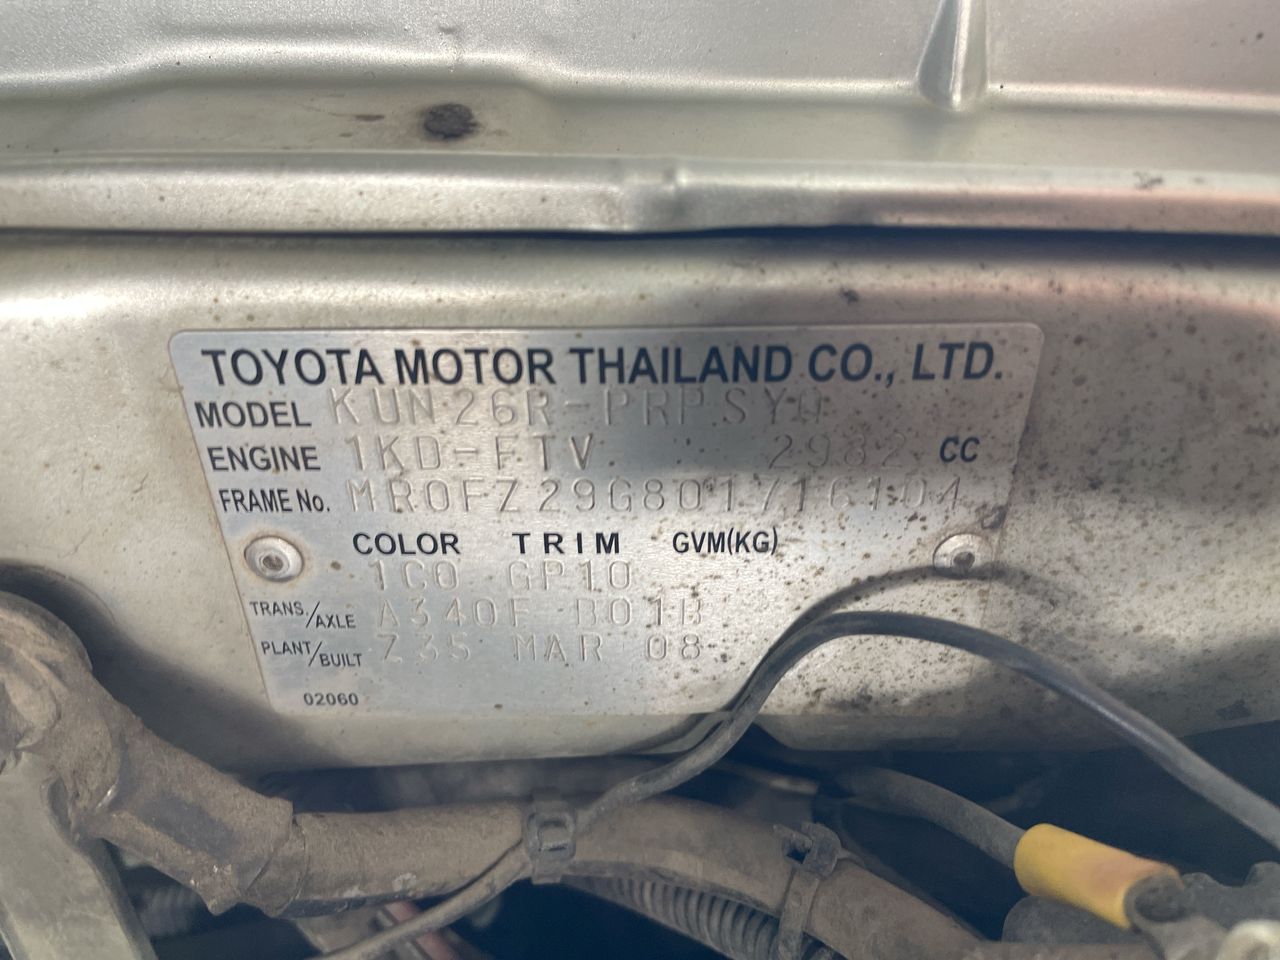 TOYOTA MOTOR THAILAND CO., LTD.
MODEL KUN26R-PRPSYQ
ENGINE 1KD-FTV 2982 CC
FRAME No. MR0FZ29G801716104
COLOR TRIM GVM(KG)
1C0 GP10
TRANS./AXLE A340F B01B
PLANT/BUILT Z35 MAR 08
02060